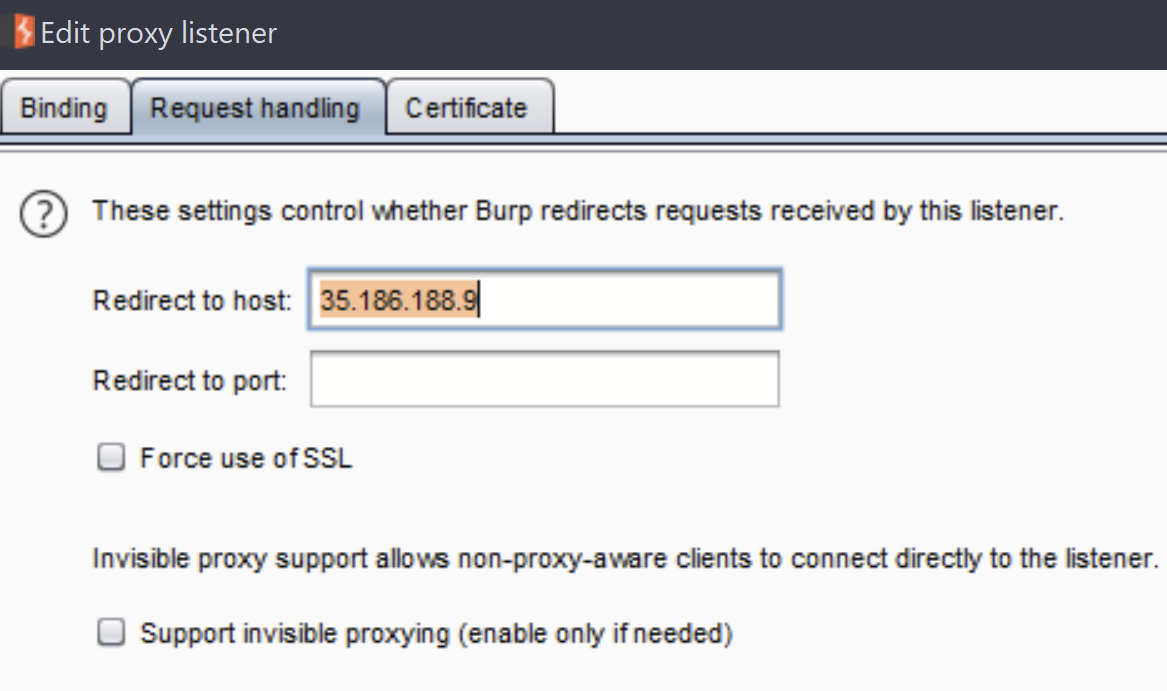 Edit proxy listener
Binding Request handling Certificate
? These settings control whether Burp redirects requests received by this listener.
Redirect to host: 35.186.188.9
Redirect to port:
Force use of SSL
Invisible proxy support allows non-proxy-aware clients to connect directly to the listener.
Support invisible proxying (enable only if needed)